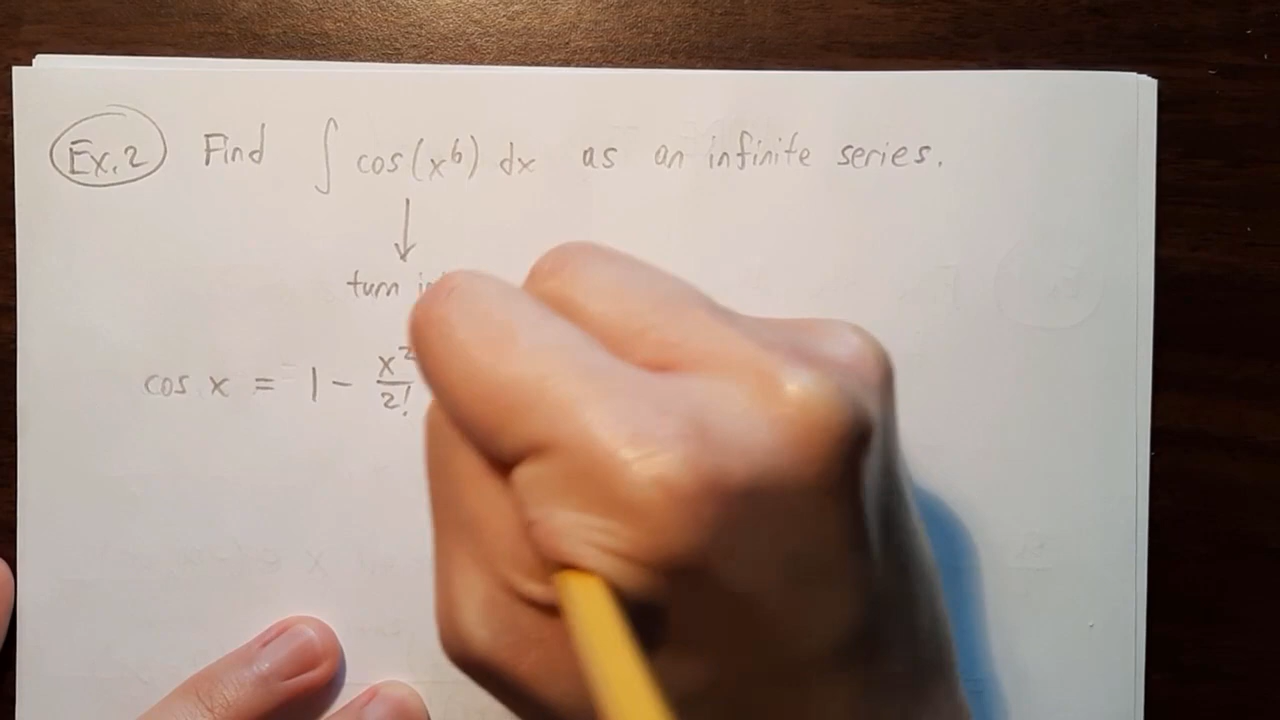 Ex. 2 Find ∫ cos(x⁶) dx as an infinite series.
↓
turn
cos x = 1 - x²/2!